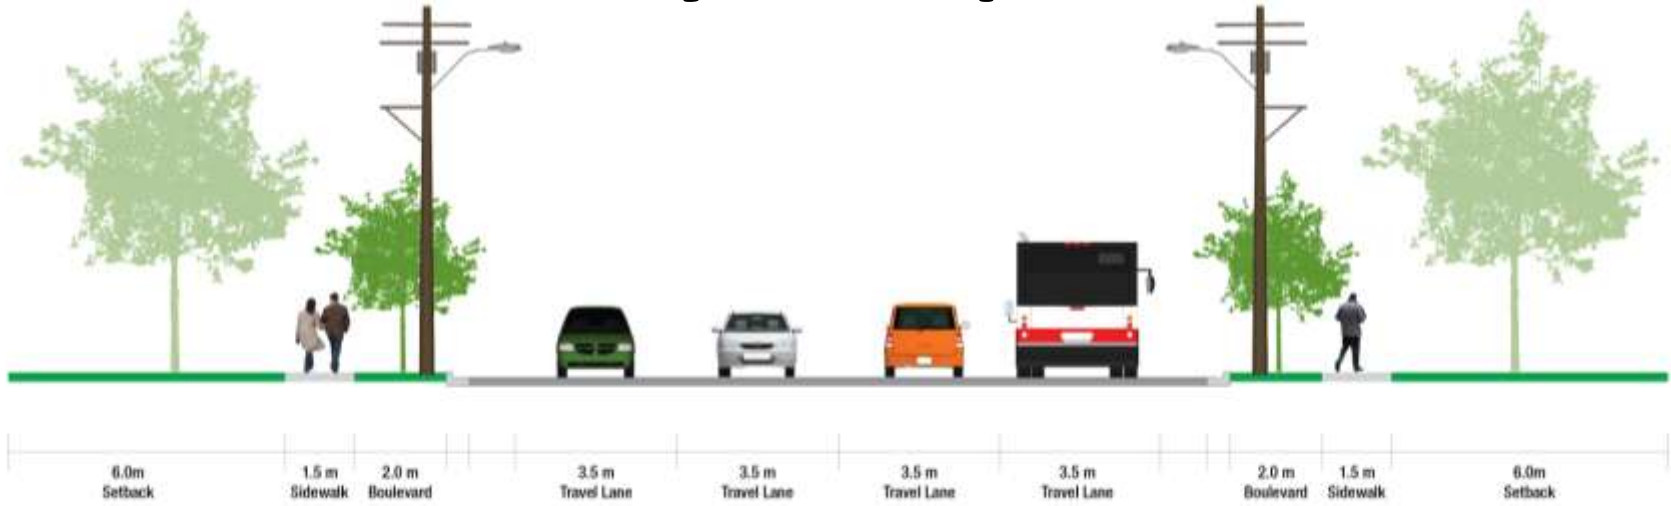 6.0m
Setback
1.5 m
Sidewalk
2.0 m
Boulevard
3.5 m
Travel Lane
3.5 m
Travel Lane
3.5 m
Travel Lane
3.5 m
Travel Lane
2.0 m
Boulevard
1.5 m
Sidewalk
6.0m
Setback